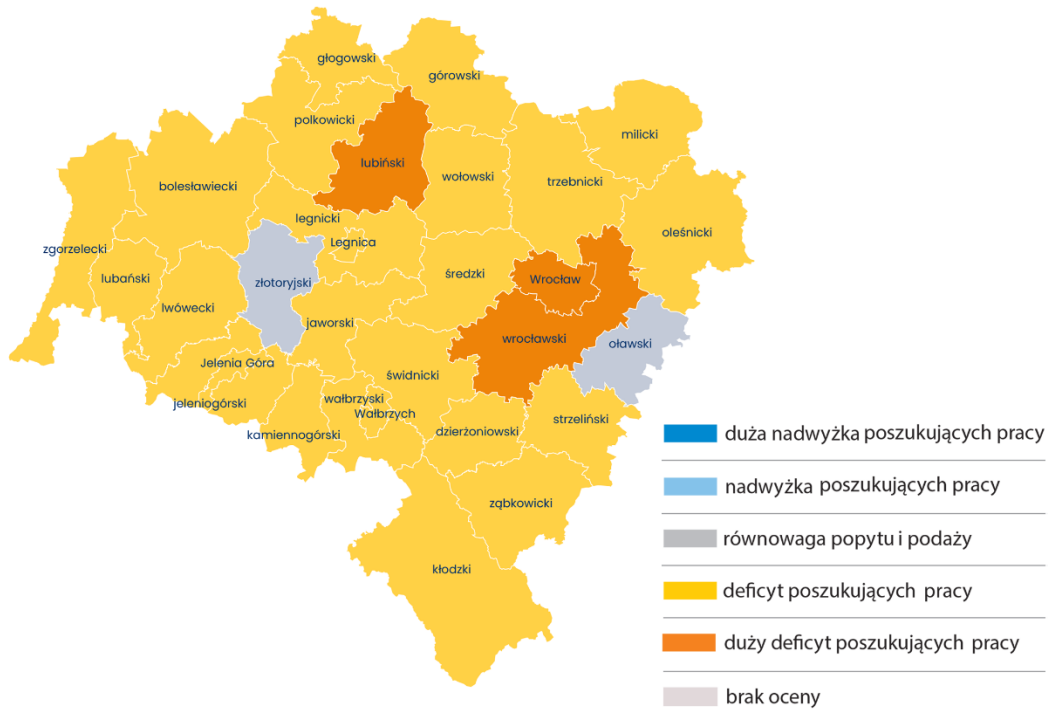 głogowski
górowski
polkowicki
milicki
lubiński
wołowski
trzebnicki
bolesławiecki
legnicki
oleśnicki
Legnica
zgorzelecki
lubański
złotoryjski
średzki
Wrocław
lwówecki
jaworski
wrocławski
oławski
Jelenia Góra
świdnicki
jeleniogórski
wałbrzyski
Wałbrzych
kamiennogórski
dzierżoniowski
strzeliński
ząbkowicki
kłodzki
duża nadwyżka poszukujących pracy
nadwyżka poszukujących pracy
równowaga popytu i podaży
deficyt poszukujących pracy
duży deficyt poszukujących pracy
brak oceny